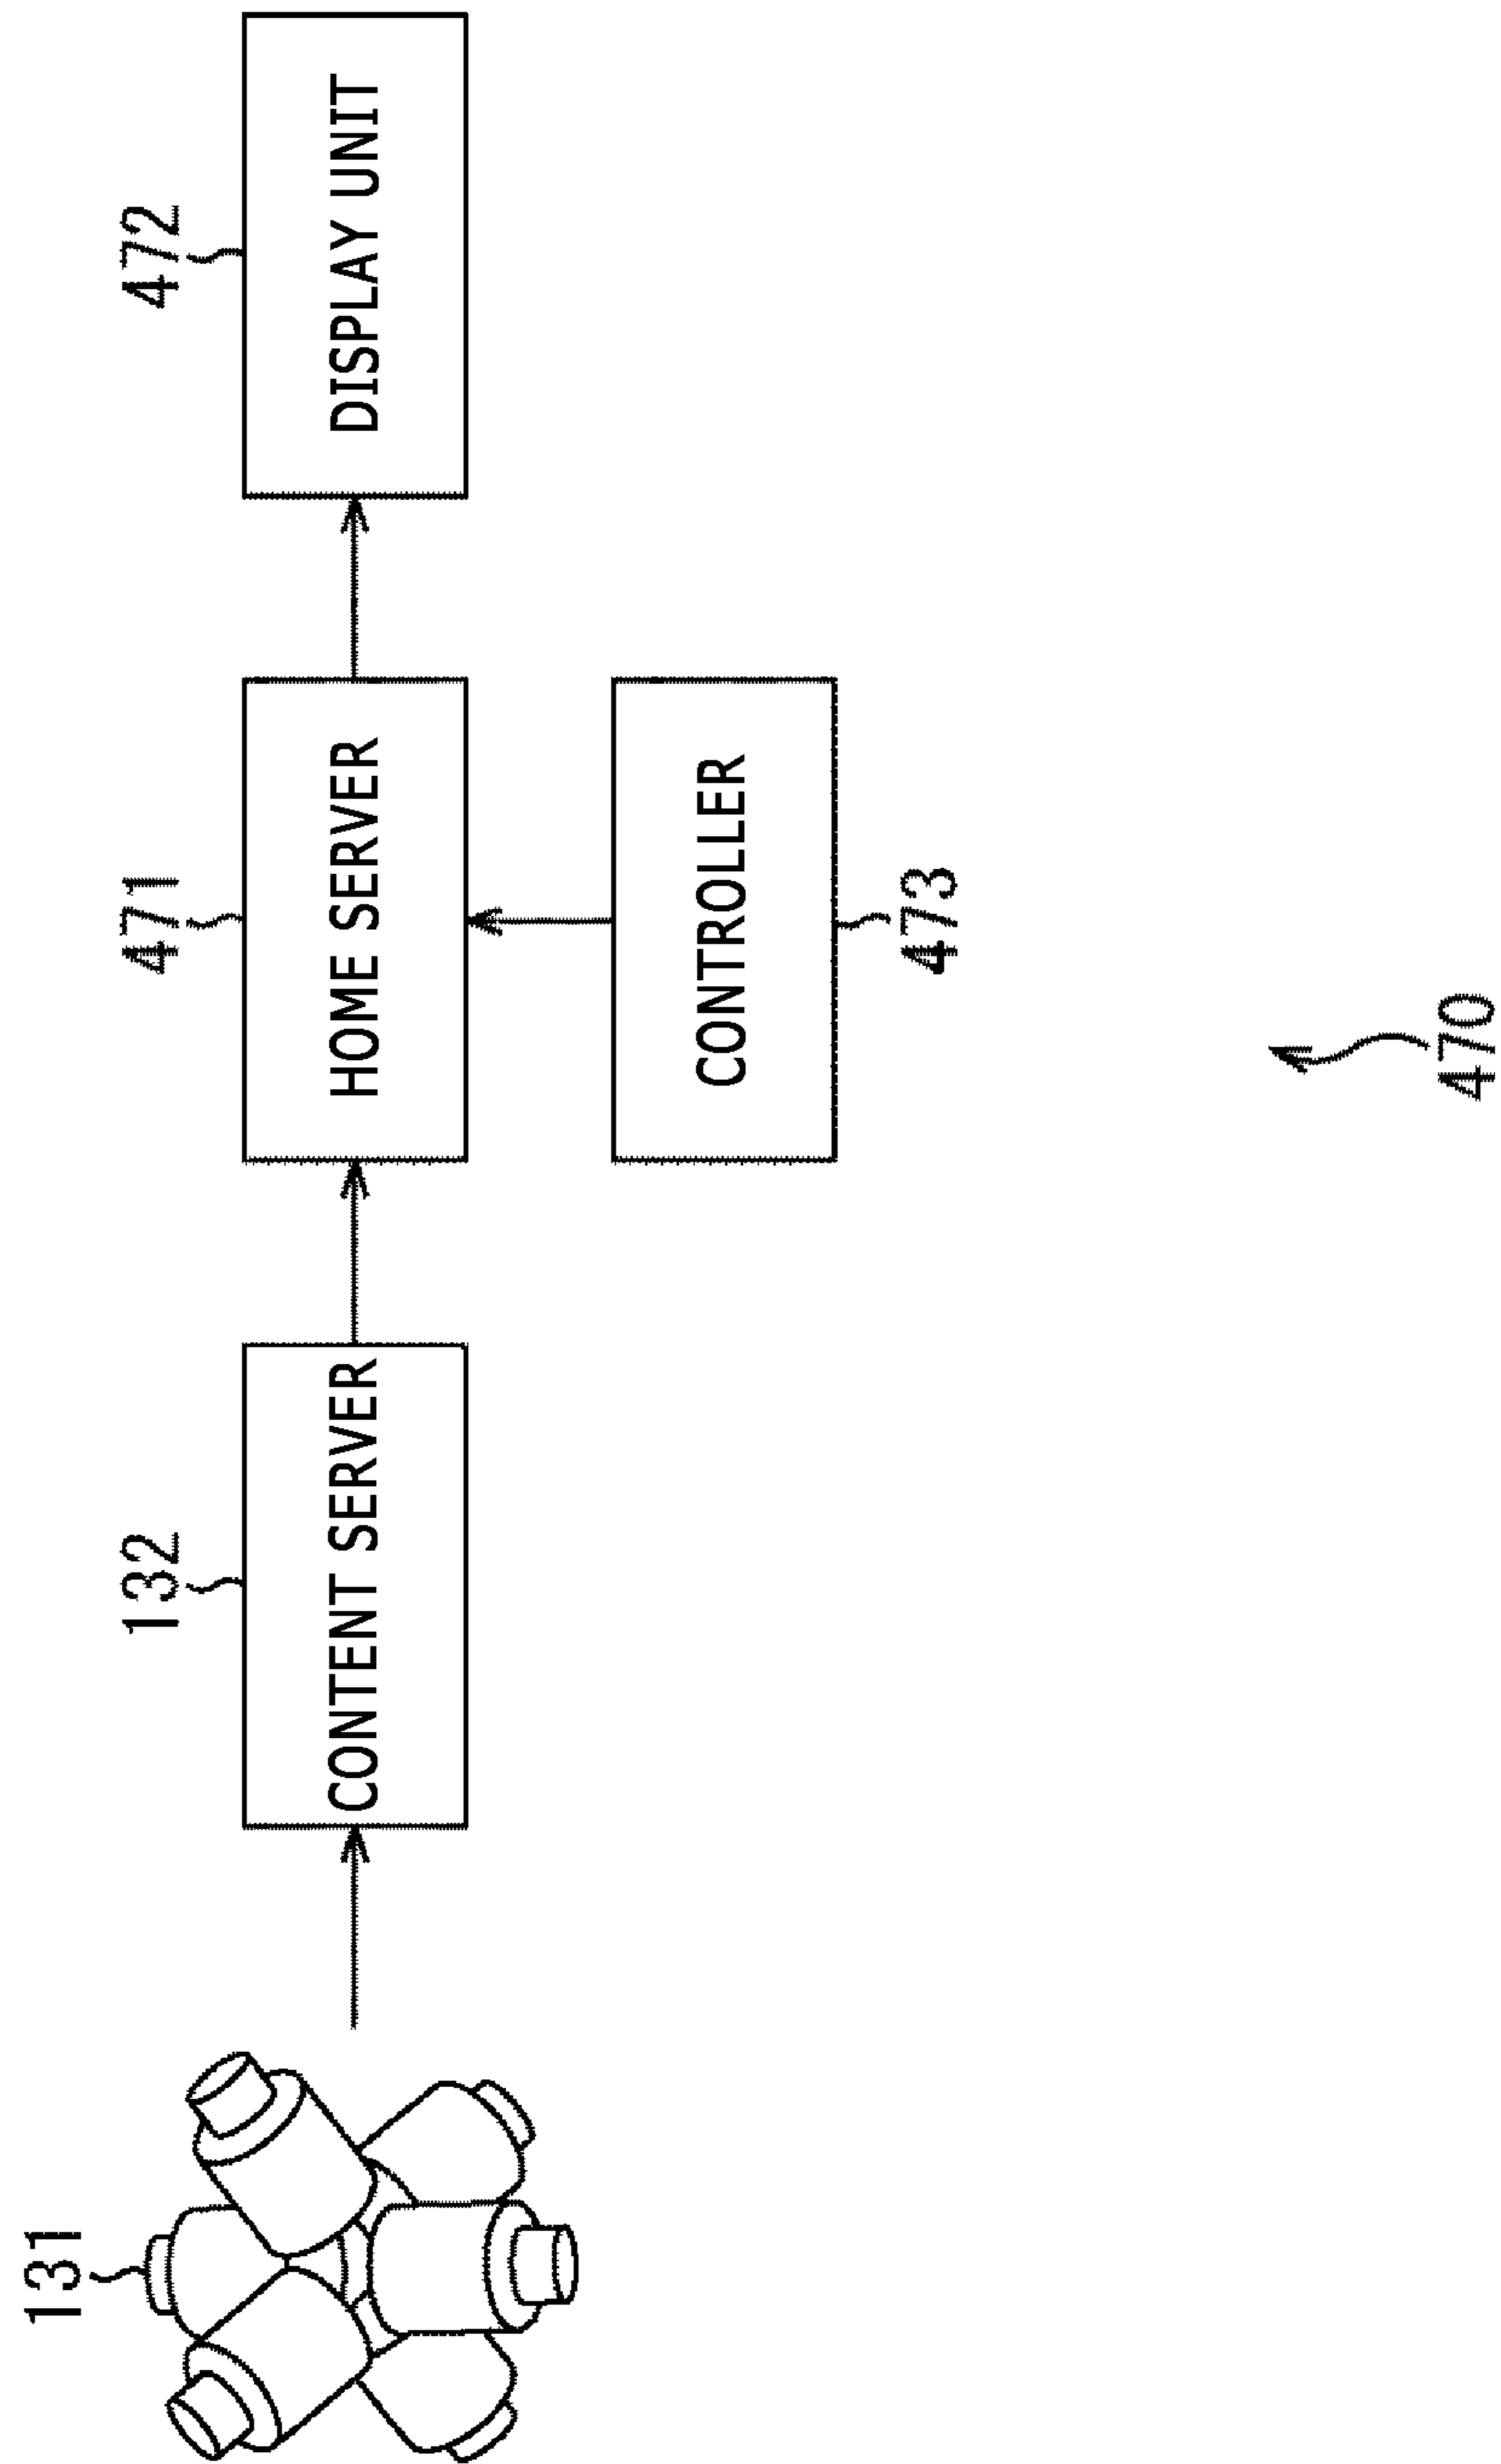 131
132
CONTENT SERVER
471
HOME SERVER
472
DISPLAY UNIT
CONTROLLER
473
470